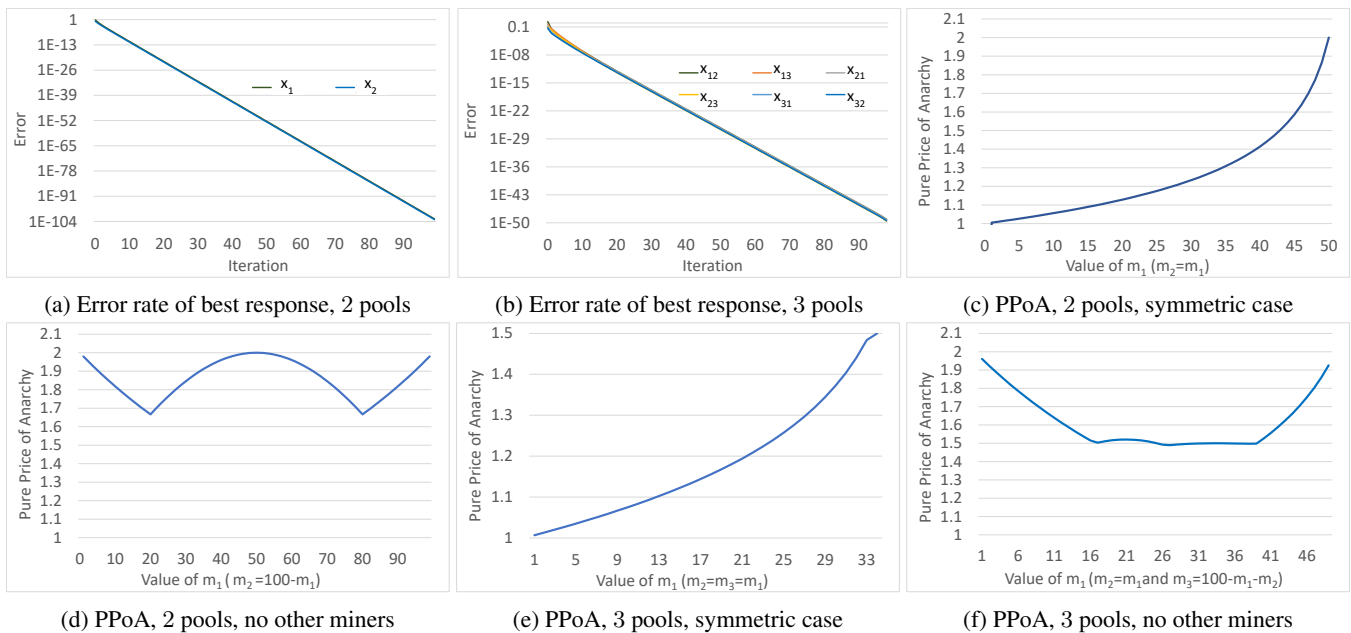 1
1E-13
1E-26
1E-39
1E-52
1E-65
1E-78
1E-91
1E-104
Error
x1 x2
0 10 20 30 40 50 60 70 80 90
Iteration
(a) Error rate of best response, 2 pools
0.1
1E-08
1E-15
1E-22
1E-29
1E-36
1E-43
1E-50
Error
x12 x13 x21
x23 x31 x32
0 10 20 30 40 50 60 70 80 90
Iteration
(b) Error rate of best response, 3 pools
2.1
2
1.9
1.8
1.7
1.6
1.5
1.4
1.3
1.2
1.1
1
Pure Price of Anarchy
0 5 10 15 20 25 30 35 40 45 50
Value of m1 (m2=m1)
(c) PPoA, 2 pools, symmetric case
2.1
2
1.9
1.8
1.7
1.6
1.5
1.4
1.3
1.2
1.1
1
Pure Price of Anarchy
0 10 20 30 40 50 60 70 80 90
Value of m1 ( m2=100-m1)
(d) PPoA, 2 pools, no other miners
1.5
1.4
1.3
1.2
1.1
1
Pure Price of Anarchy
1 5 9 13 17 21 25 29 33
Value of m1 (m2=m3=m1)
(e) PPoA, 3 pools, symmetric case
2.1
2
1.9
1.8
1.7
1.6
1.5
1.4
1.3
1.2
1.1
1
Pure Price of Anarchy
1 6 11 16 21 26 31 36 41 46
Value of m1 (m2=m1and m3=100-m1-m2)
(f) PPoA, 3 pools, no other miners